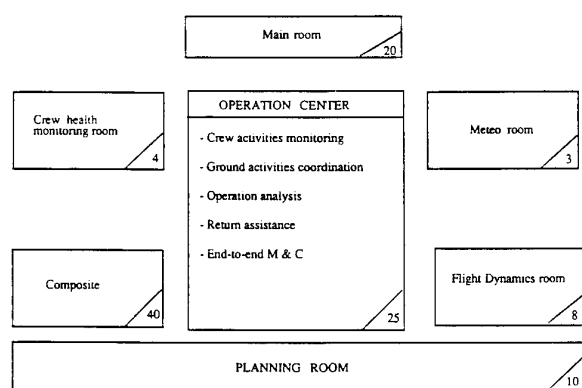 Main room
20
Crew health
monitoring room
4
OPERATION CENTER
- Crew activities monitoring
- Ground activities coordination
- Operation analysis
- Return assistance
- End-to-end M & C
25
Meteo room
3
Composite
40
Flight Dynamics room
8
PLANNING ROOM
10